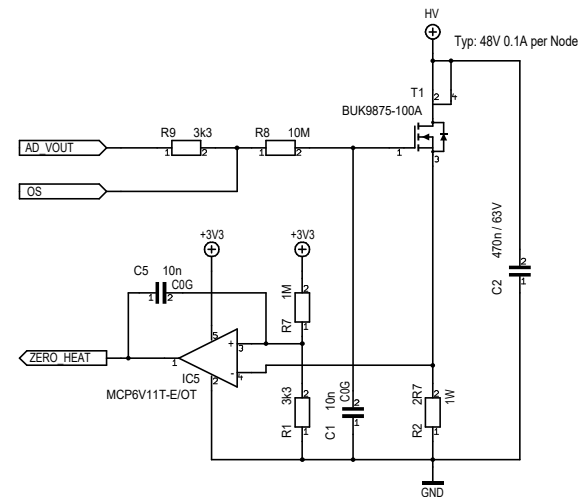 HV
Typ: 48V 0.1A per Node
T1
2 4
BUK9875-100A
R9 3k3 R8 10M
AD_VOUT 1 2 1 2 1
3
OS
470n / 63V
+3V3 +3V3
C5 10n
C0G
1 2
1M
2
R7
1
2
C2
1
5
+ 3
ZERO_HEAT 1
- 4
IC5 2
MCP6V11T-E/OT
3k3
2
R1
1
10n
C0G
2
C1
1
2R7
1W
2
R2
1
GND